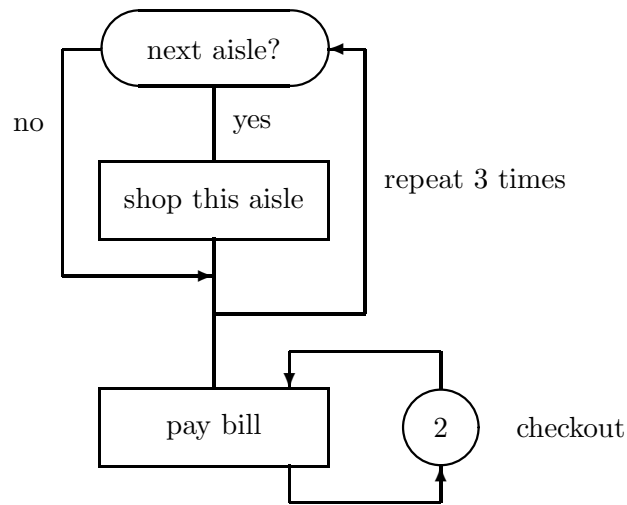 next aisle?
no
yes
repeat 3 times
shop this aisle
pay bill
2
checkout